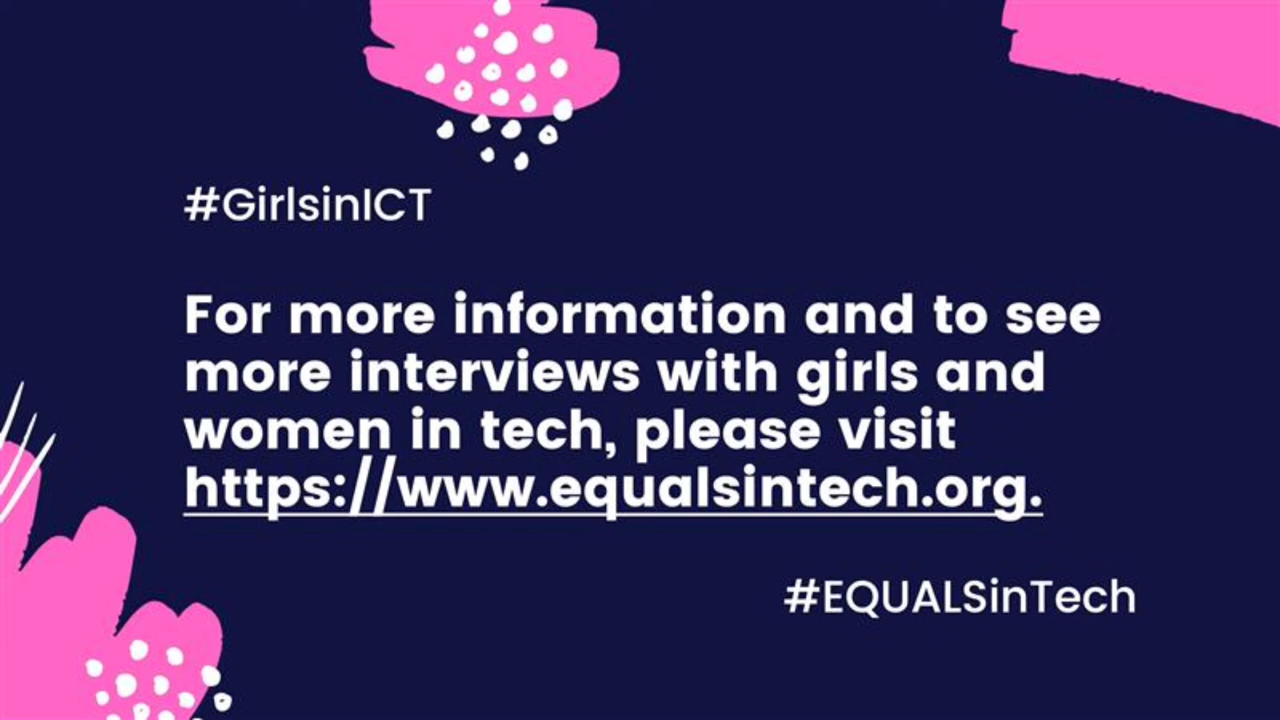 #GirlsinICT
For more information and to see
more interviews with girls and
women in tech, please visit
https://www.equalsintech.org.
#EQUALSinTech